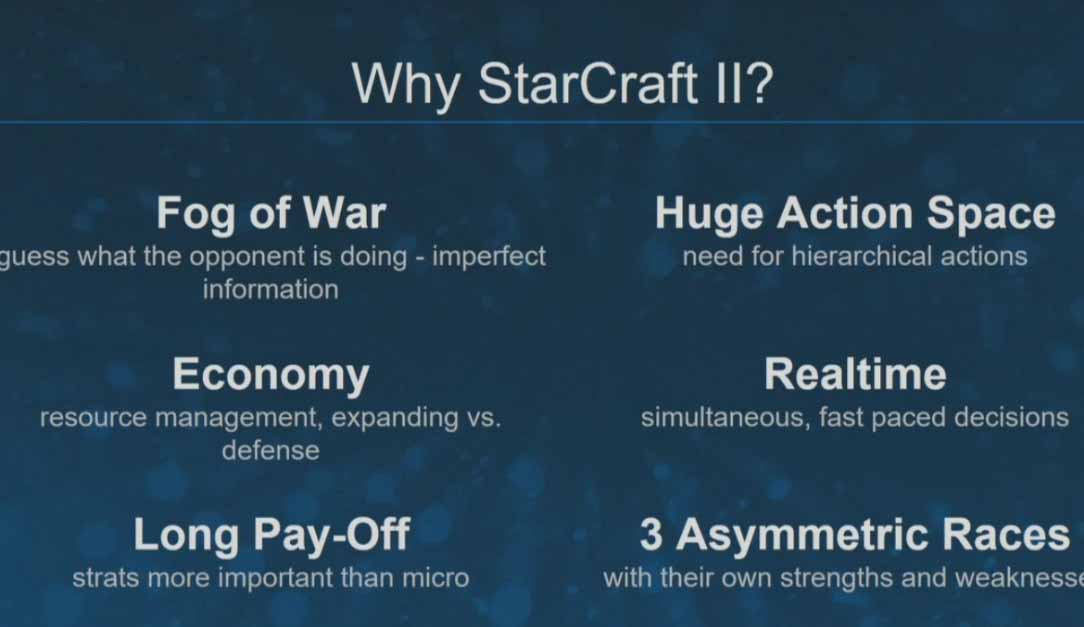 Why StarCraft II?
Fog of War
guess what the opponent is doing - imperfect
information
Huge Action Space
need for hierarchical actions
Economy
resource management, expanding vs.
defense
Realtime
simultaneous, fast paced decisions
Long Pay-Off
strats more important than micro
3 Asymmetric Races
with their own strengths and weaknesse